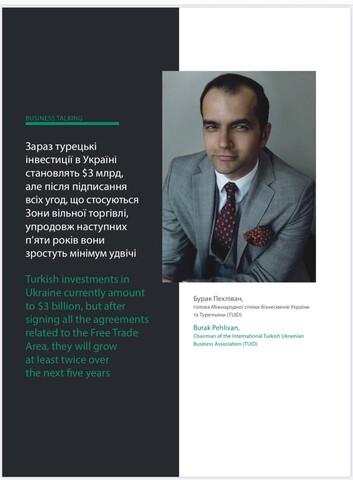 BUSINESS TALKING
Зараз турецькі
інвестиції в Україні
становлять $3 млрд,
але після підписання
всіх угод, що стосуються
Зони вільної торгівлі,
упродовж наступних
п’яти років вони
зростуть мінімум удвічі
Turkish investments in
Ukraine currently amount
to $3 billion, but after
signing all the agreements
related to the Free Trade
Area, they will grow
at least twice over
the next five years
Бурак Пехліван,
голова Міжнародної спілки бізнесменів України
та Туреччини (TUID)
Burak Pehlivan,
Chairman of the International Turkish Ukrainian
Business Association (TUID)